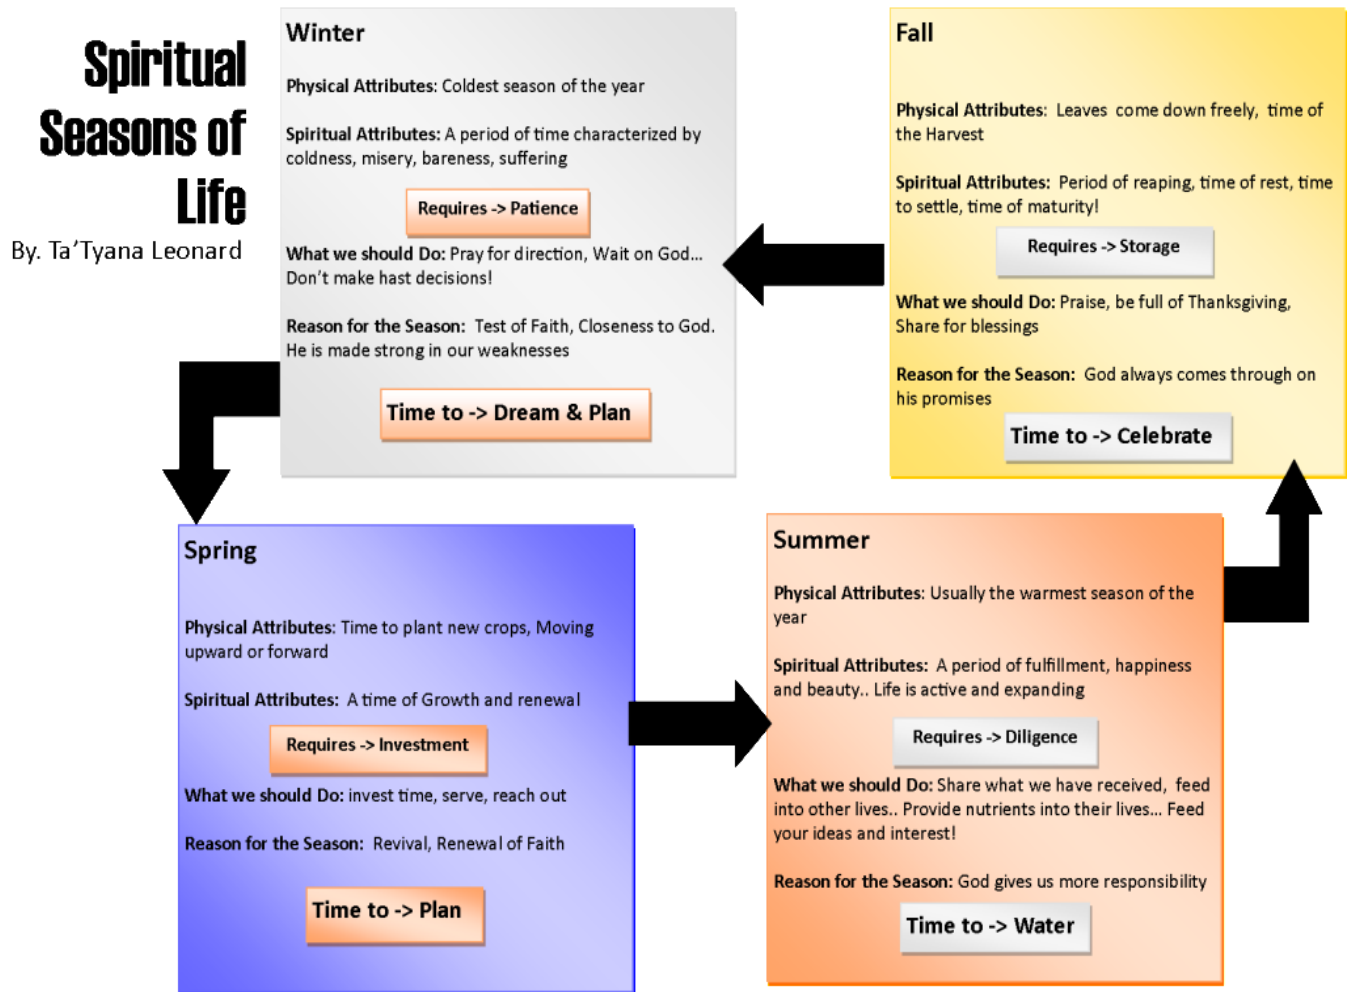 Spiritual
Seasons of
Life
By. Ta'Tyana Leonard
Winter
Physical Attributes: Coldest season of the year
Spiritual Attributes: A period of time characterized by
coldness, misery, bareness, suffering
Requires -> Patience
What we should Do: Pray for direction, Wait on God...
Don't make hast decisions!
Reason for the Season: Test of Faith, Closeness to God.
He is made strong in our weaknesses
Time to -> Dream & Plan
Fall
Physical Attributes: Leaves come down freely, time of
the Harvest
Spiritual Attributes: Period of reaping, time of rest, time
to settle, time of maturity!
Requires -> Storage
What we should Do: Praise, be full of Thanksgiving,
Share for blessings
Reason for the Season: God always comes through on
his promises
Time to -> Celebrate
Spring
Physical Attributes: Time to plant new crops, Moving
upward or forward
Spiritual Attributes: A time of Growth and renewal
Requires -> Investment
What we should Do: invest time, serve, reach out
Reason for the Season: Revival, Renewal of Faith
Time to -> Plan
Summer
Physical Attributes: Usually the warmest season of the
year
Spiritual Attributes: A period of fulfillment, happiness
and beauty.. Life is active and expanding
Requires -> Diligence
What we should Do: Share what we have received, feed
into other lives.. Provide nutrients into their lives... Feed
your ideas and interest!
Reason for the Season: God gives us more responsibility
Time to -> Water